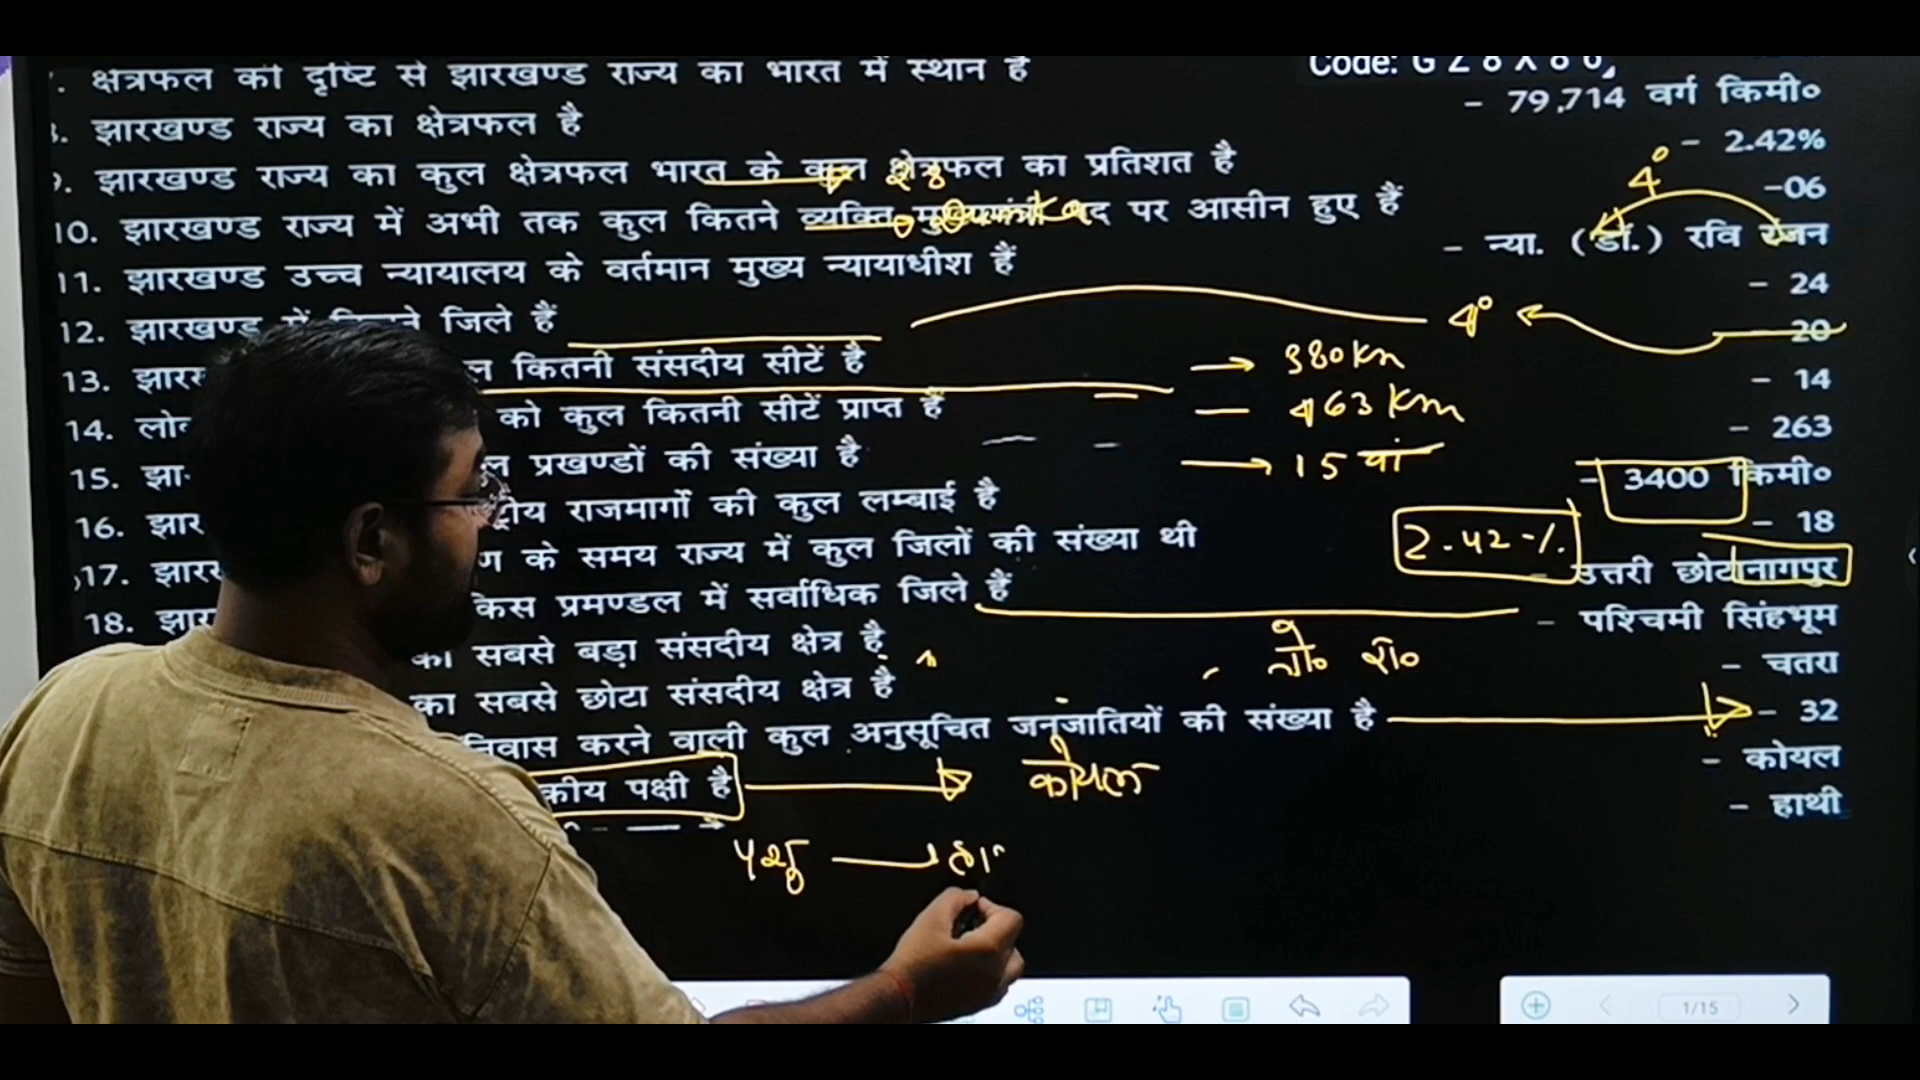 . क्षेत्रफल की दृष्टि से झारखण्ड राज्य का भारत में स्थान है
Code:
- 79,714 वर्ग किमी०
झारखण्ड राज्य का क्षेत्रफल है
- 2.42%
9. झारखण्ड राज्य का कुल क्षेत्रफल भारत के कुल क्षेत्रफल का प्रतिशत है
4°
-06
10. झारखण्ड राज्य में अभी तक कुल कितने व्यक्ति पद पर आसीन हुए हैं
- न्या. (डॉ.) रवि रंजन
11. झारखण्ड उच्च न्यायालय के वर्तमान मुख्य न्यायाधीश हैं
- 24
12. झारखण्ड में कितने जिले हैं
4°
- 20
13. कितनी संसदीय सीटें है
→ 380 km
- 14
14. को कुल कितनी सीटें प्राप्त हैं
- 463 km
- 263
15. प्रखण्डों की संख्या है
→ 15 वां
- 3400 किमी०
16. झार राजमार्गो की कुल लम्बाई है
- 18
17. के समय राज्य में कुल जिलों की संख्या थी
2.42%.
- उत्तरी छोटानागपुर
18. किस प्रमण्डल में सर्वाधिक जिले हैं
- पश्चिमी सिंहभूम
का सबसे बड़ा संसदीय क्षेत्र है
- चतरा
का सबसे छोटा संसदीय क्षेत्र है
- 32
निवास करने वाली कुल अनुसूचित जनजातियों की संख्या है
- कोयल
कीय पक्षी है → कोयल
- हाथी
पशु
1/15